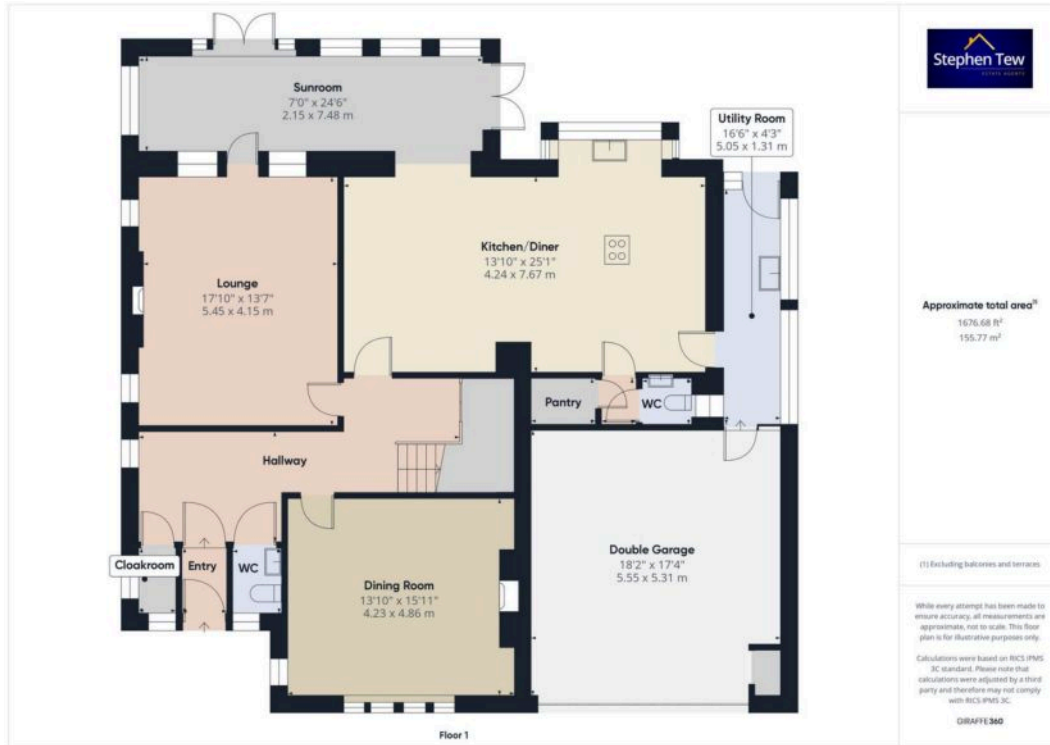 Sunroom
7'0" x 24'6"
2.15 x 7.48 m
Utility Room
16'6" x 4'3"
5.05 x 1.31 m
Kitchen/Diner
13'10" x 25'1"
4.24 x 7.67 m
Lounge
17'10" x 13'7"
5.45 x 4.15 m
Pantry
WC
Hallway
Cloakroom
Entry
WC
Dining Room
13'10" x 15'11"
4.23 x 4.86 m
Double Garage
18'2" x 17'4"
5.55 x 5.31 m
Floor 1
Stephen Tew
ESTATE AGENTS
Approximate total area⁽¹⁾
1676.68 ft²
155.77 m²
(1) Excluding balconies and terraces
While every attempt has been made to
ensure accuracy, all measurements are
approximate, not to scale. This floor
plan is for illustrative purposes only.
Calculations were based on RICS IPMS
3C standard. Please note that
calculations were adjusted by a third
party and therefore may not comply
with RICS IPMS 3C.
GIRAFFE360